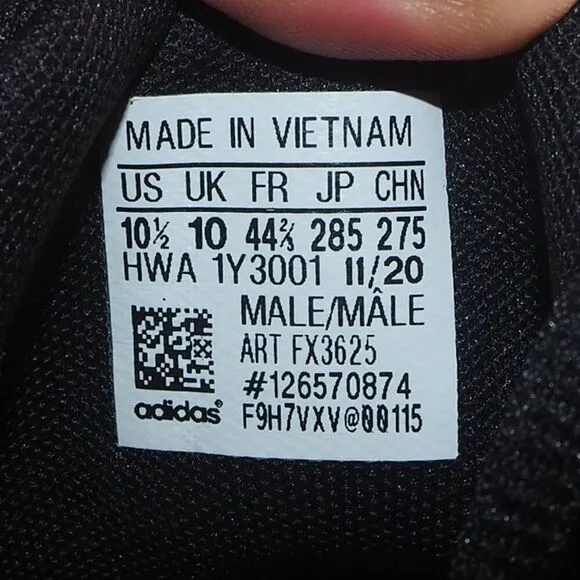 MADE IN VIETNAM
US UK FR JP CHN
10½ 10 44⅔ 285 275
HWA 1Y3001 11/20
MALE/MÂLE
ART FX3625
#126570874
adidas F9H7VXV@00115